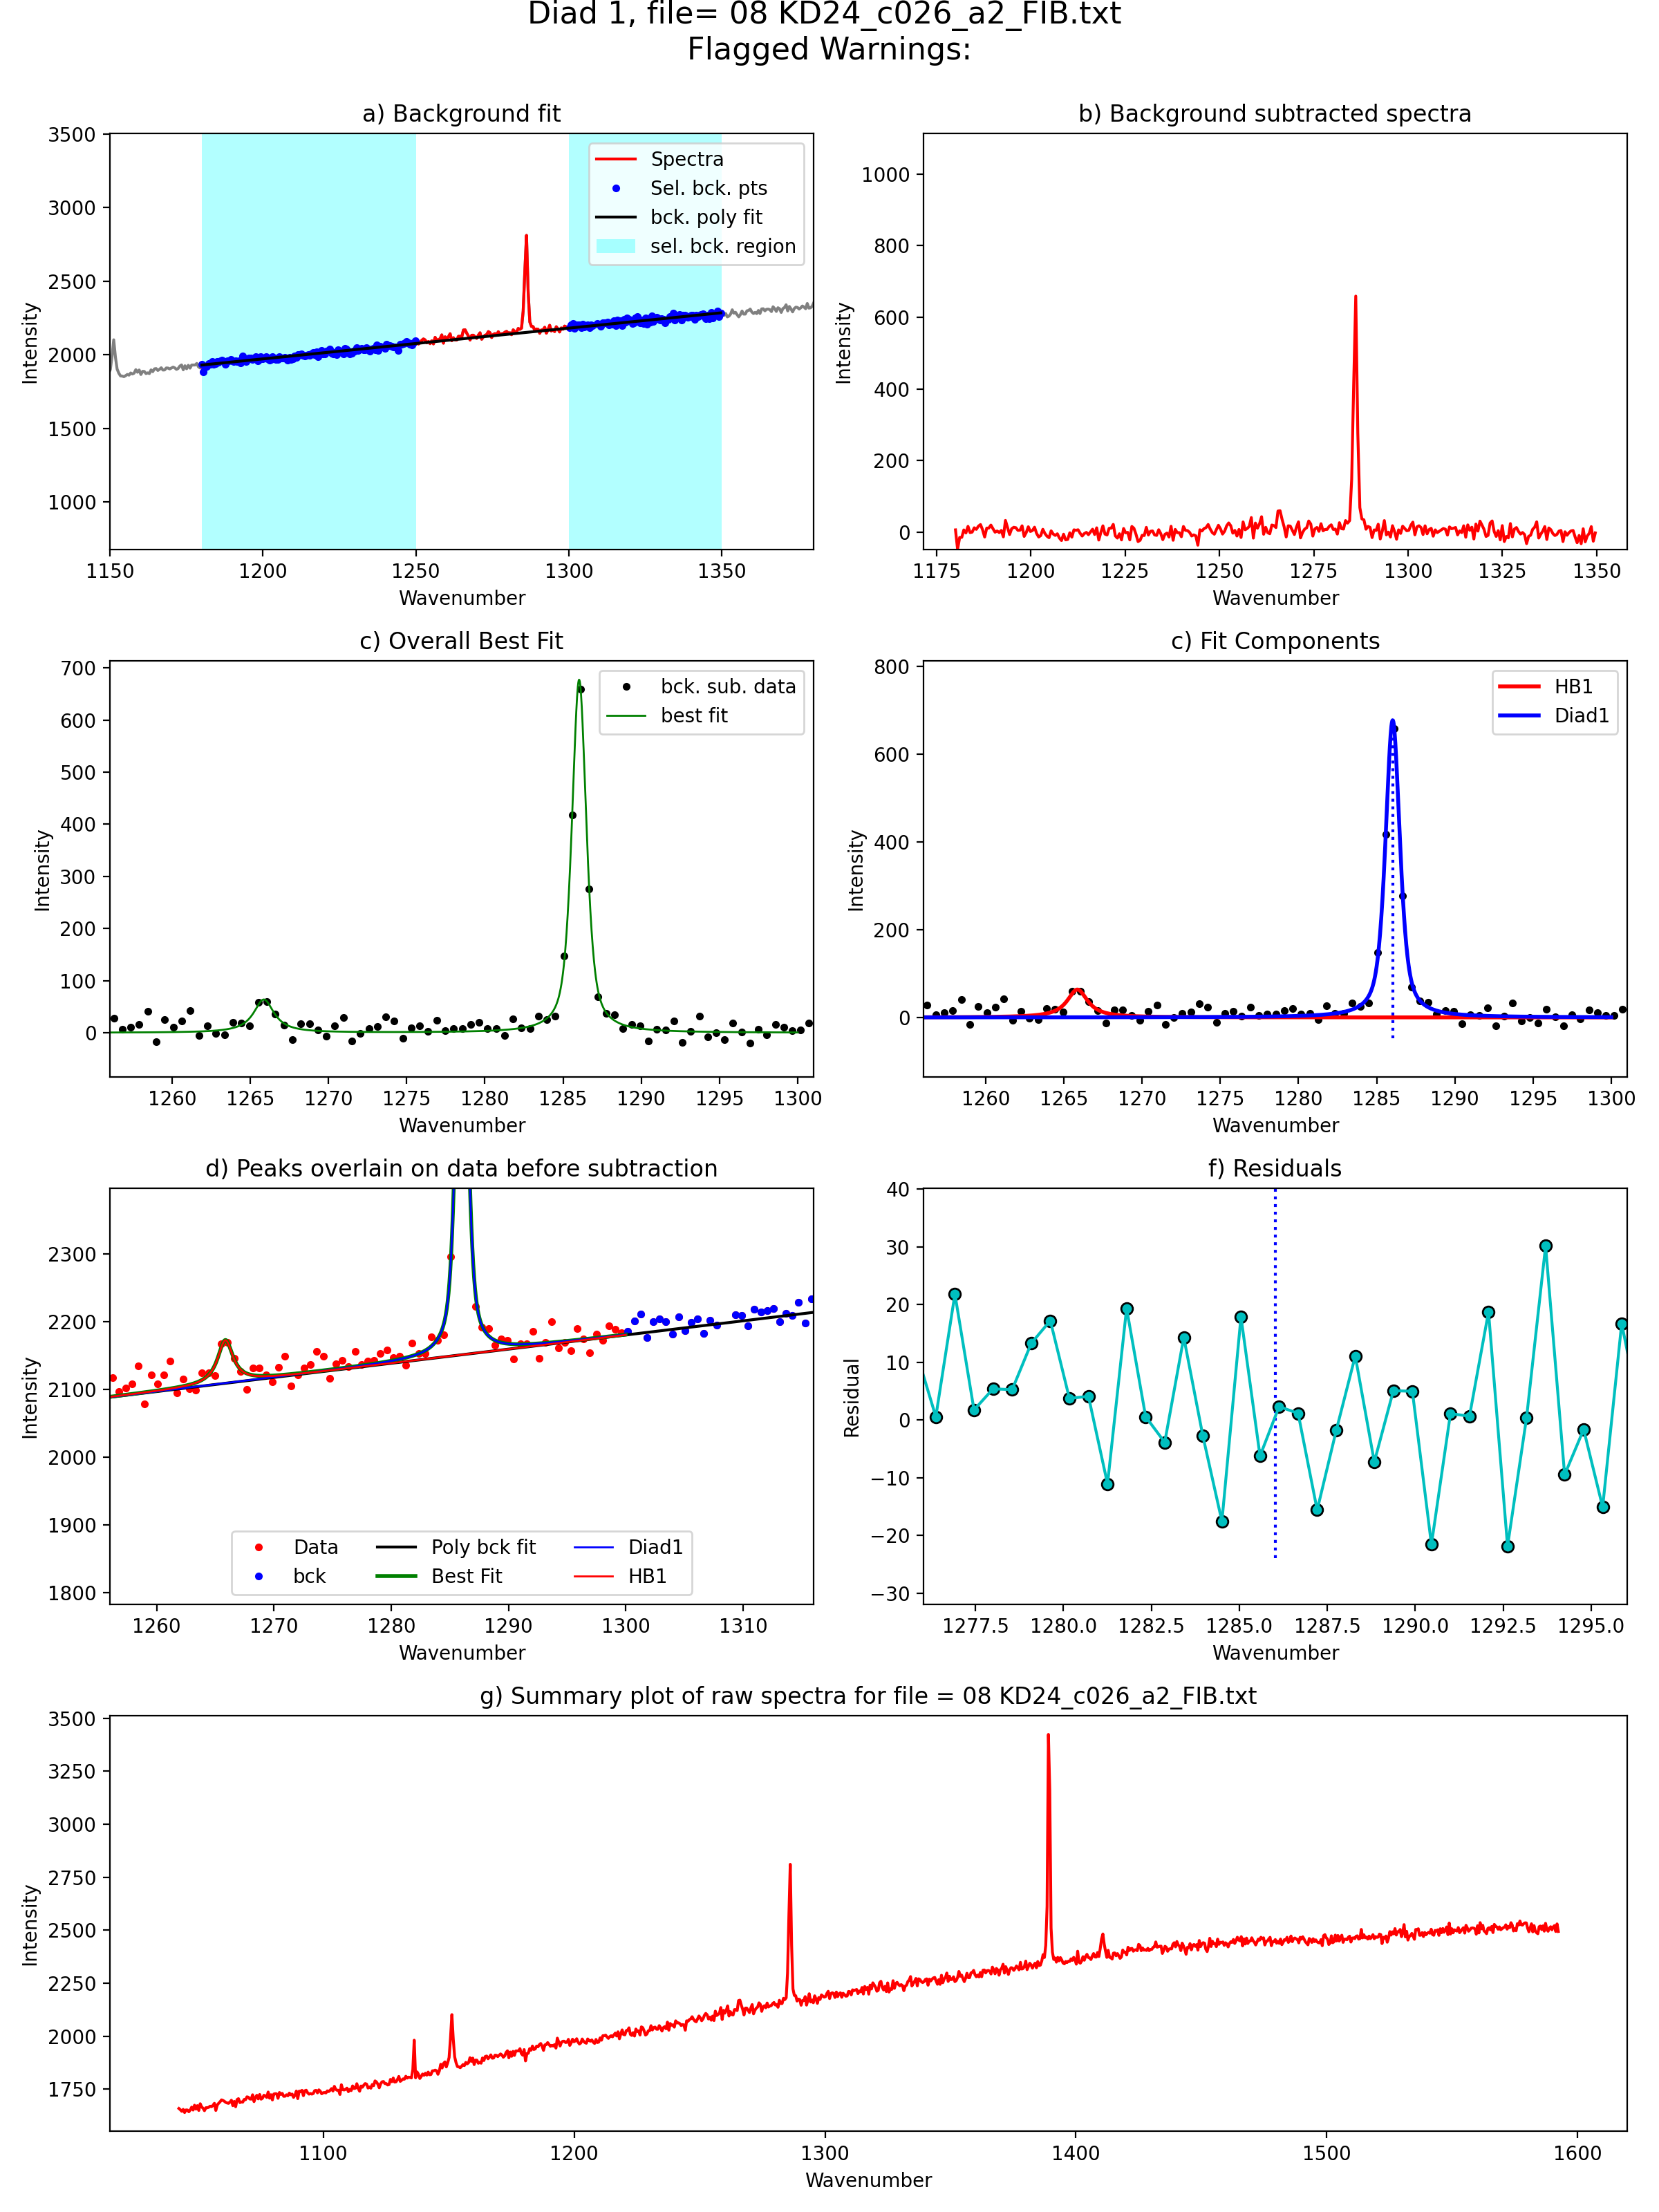 Diad 1, file= 08 KD24_c026_a2_FIB.txt
Flagged Warnings:
a) Background fit
3500
3000
2500
2000
1500
1000
Intensity
1150 1200 1250 1300 1350
Wavenumber
Spectra
Sel. bck. pts
bck. poly fit
sel. bck. region
b) Background subtracted spectra
1000
800
600
400
200
0
Intensity
1175 1200 1225 1250 1275 1300 1325 1350
Wavenumber
c) Overall Best Fit
700
600
500
400
300
200
100
0
Intensity
1260 1265 1270 1275 1280 1285 1290 1295 1300
Wavenumber
bck. sub. data
best fit
c) Fit Components
800
600
400
200
0
Intensity
1260 1265 1270 1275 1280 1285 1290 1295 1300
Wavenumber
HB1
Diad1
d) Peaks overlain on data before subtraction
2300
2200
2100
2000
1900
1800
Intensity
1260 1270 1280 1290 1300 1310
Wavenumber
Data Poly bck fit Diad1
bck Best Fit HB1
f) Residuals
40
30
20
10
0
−10
−20
−30
Residual
1277.5 1280.0 1282.5 1285.0 1287.5 1290.0 1292.5 1295.0
Wavenumber
g) Summary plot of raw spectra for file = 08 KD24_c026_a2_FIB.txt
3500
3250
3000
2750
2500
2250
2000
1750
Intensity
1100 1200 1300 1400 1500 1600
Wavenumber